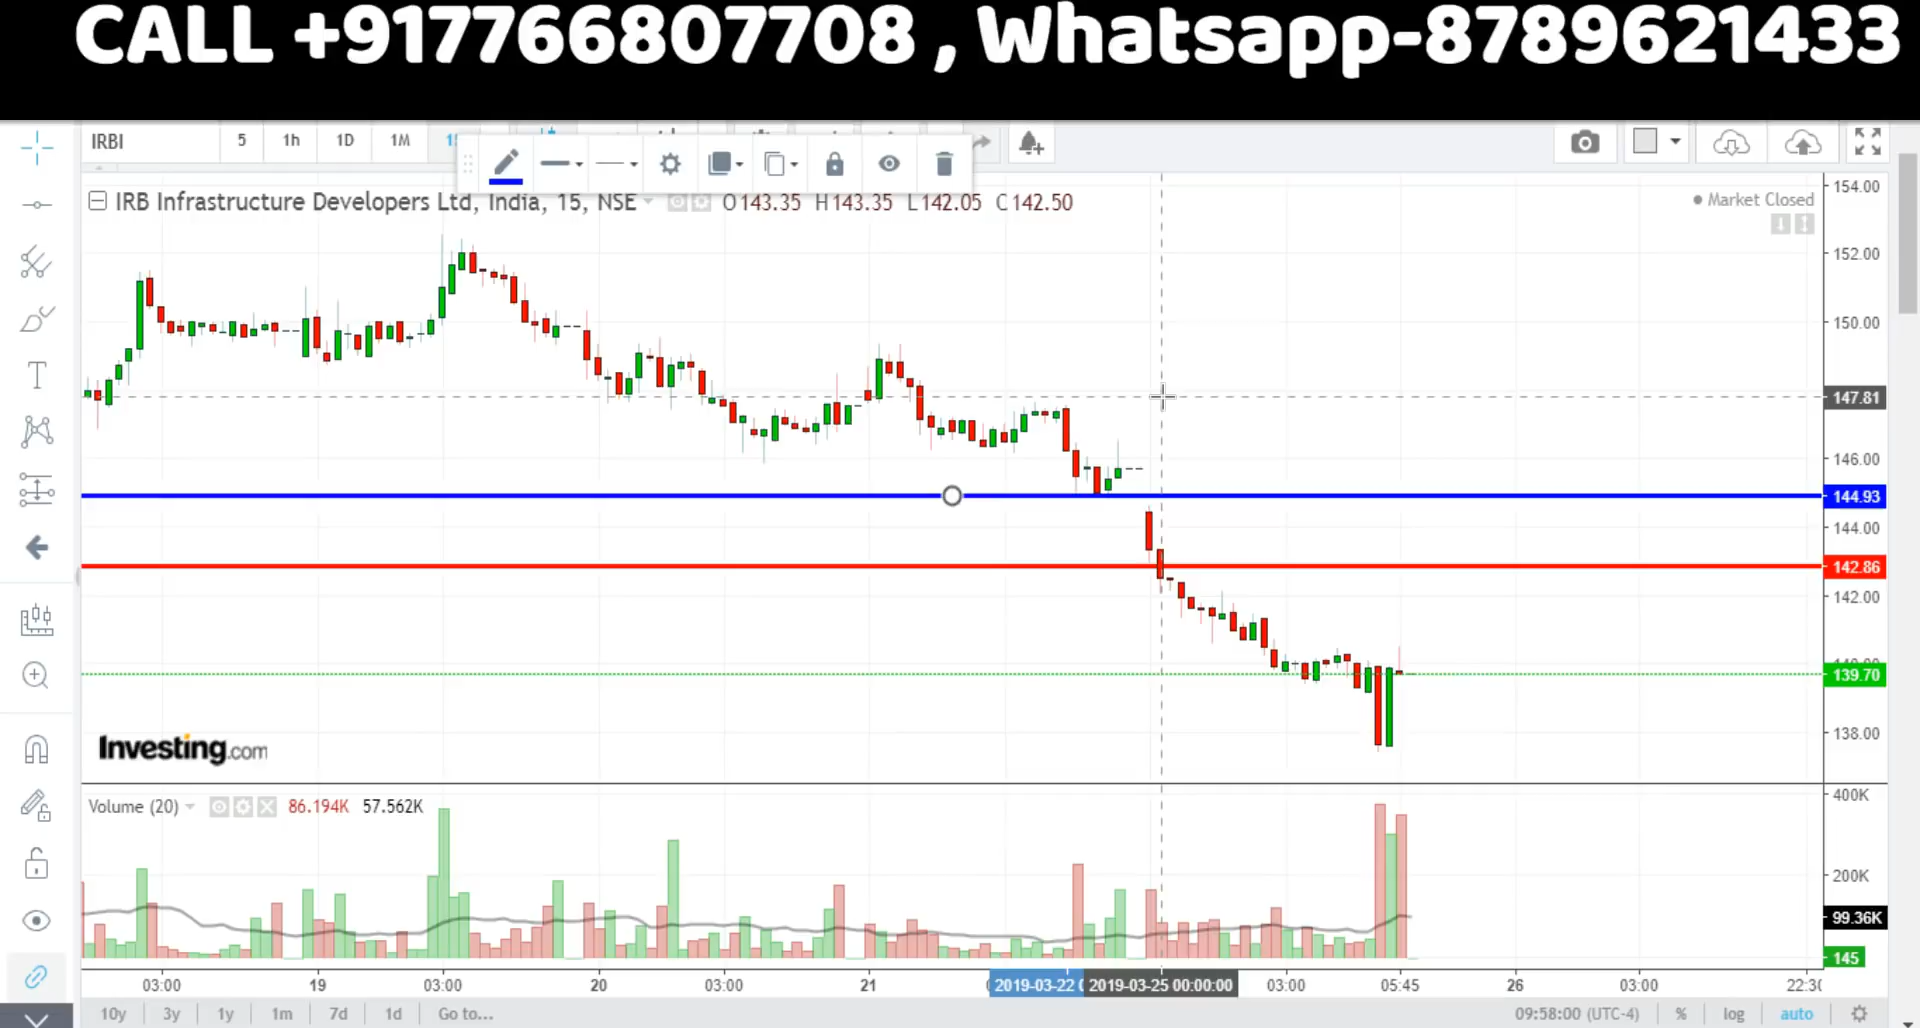 CALL +917766807708 , Whatsapp-8789621433
IRBI 5 1h 1D 1M
IRB Infrastructure Developers Ltd, India, 15, NSE O143.35 H143.35 L142.05 C142.50
Market Closed
154.00
152.00
150.00
147.81
146.00
144.93
144.00
142.86
142.00
139.70
138.00
Investing.com
Volume (20) 86.194K 57.562K
400K
200K
99.36K
145
03:00 19 03:00 20 03:00 21 2019-03-22 2019-03-25 00:00:00 03:00 05:45 26 03:00
10y 3y 1y 1m 7d 1d Go to... 09:58:00 (UTC-4) % log auto